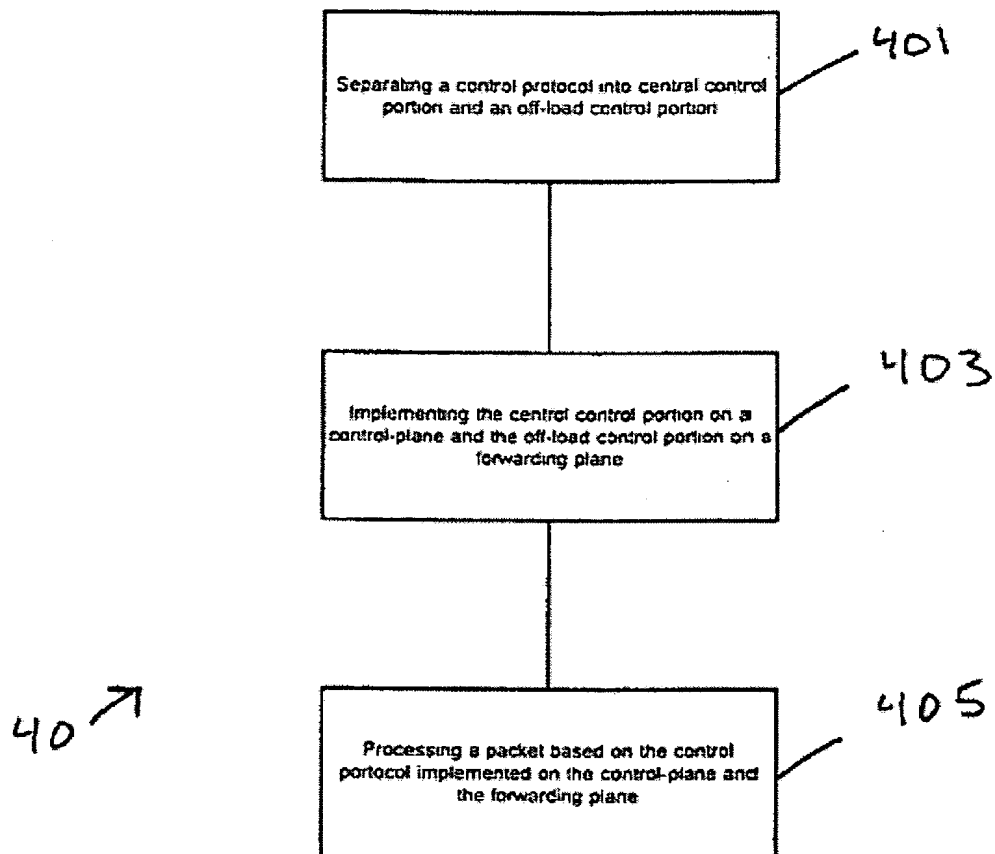 401
Separating a control protocol into central control
portion and an off-load control portion
403
Implementing the central control portion on a
control-plane and the off-load control portion on a
forwarding plane
40
405
Processing a packet based on the control
portocol implemented on the control-plane and
the forwarding plane